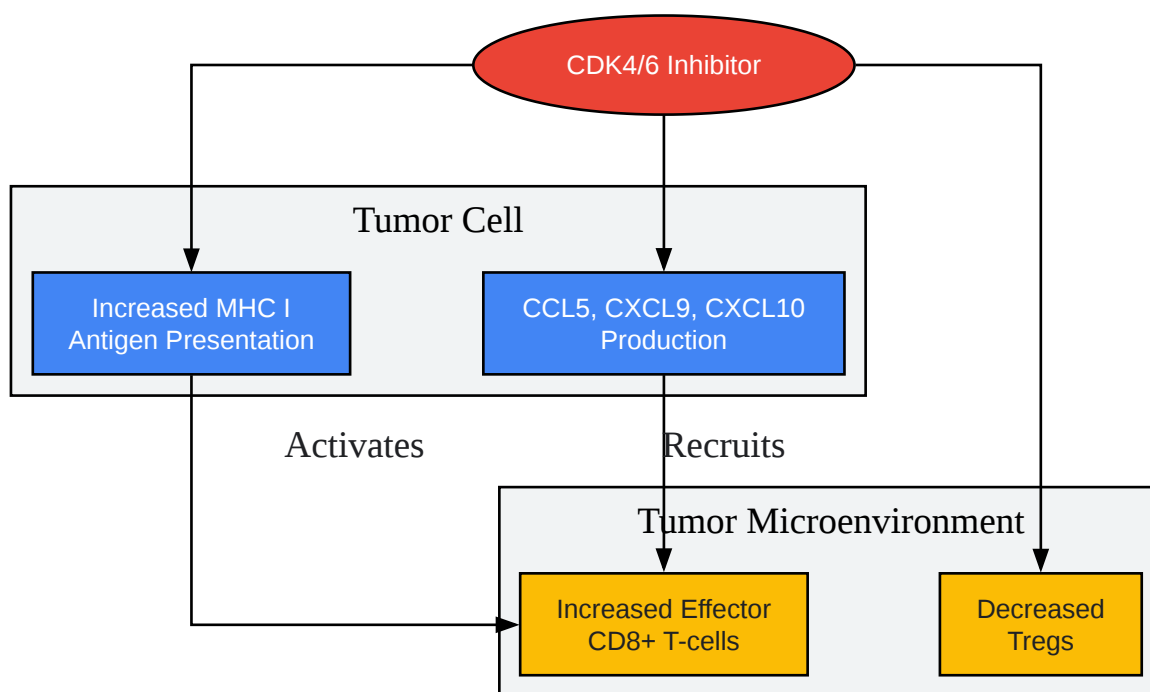 CDK4/6 Inhibitor
Tumor Cell
Increased MHC I
Antigen Presentation
CCL5, CXCL9, CXCL10
Production
Activates
Recruits
Tumor Microenvironment
Increased Effector
CD8+ T-cells
Decreased
Tregs